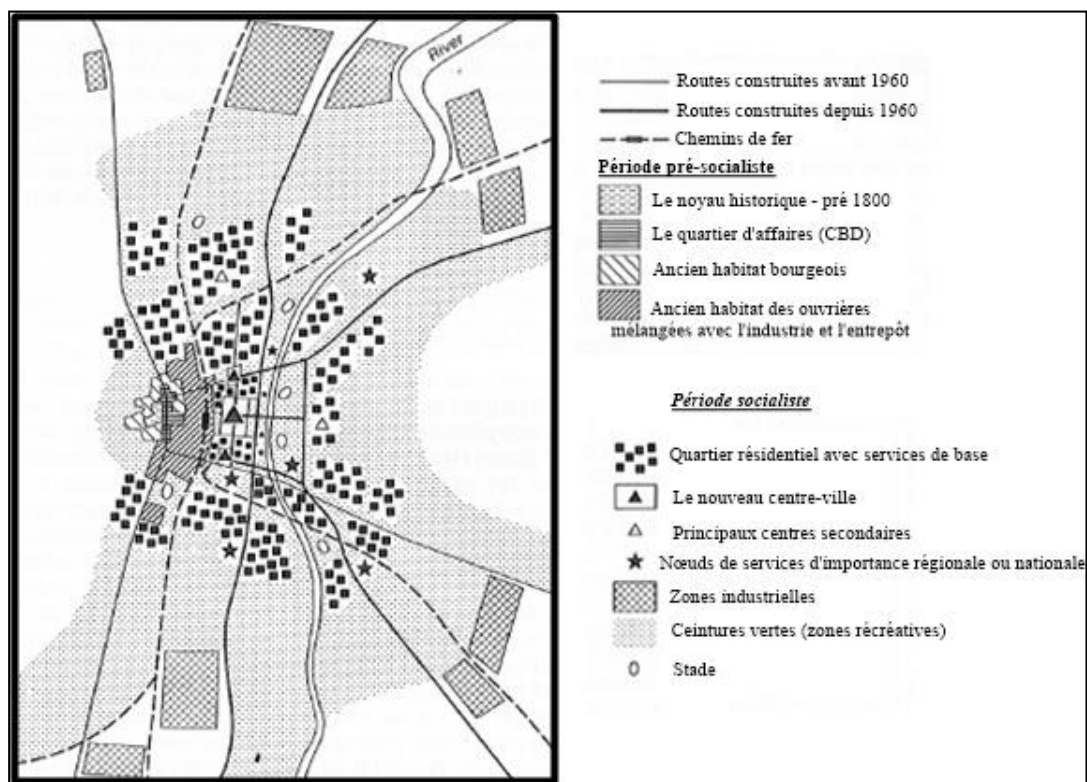 River
Routes construites avant 1960
Routes construites depuis 1960
Chemins de fer
Période pré-socialiste
Le noyau historique - pré 1800
Le quartier d'affaires (CBD)
Ancien habitat bourgeois
Ancien habitat des ouvrières
mélangées avec l'industrie et l'entrepôt
Période socialiste
Quartier résidentiel avec services de base
Le nouveau centre-ville
Principaux centres secondaires
Nœuds de services d'importance régionale ou nationale
Zones industrielles
Ceintures vertes (zones récréatives)
Stade